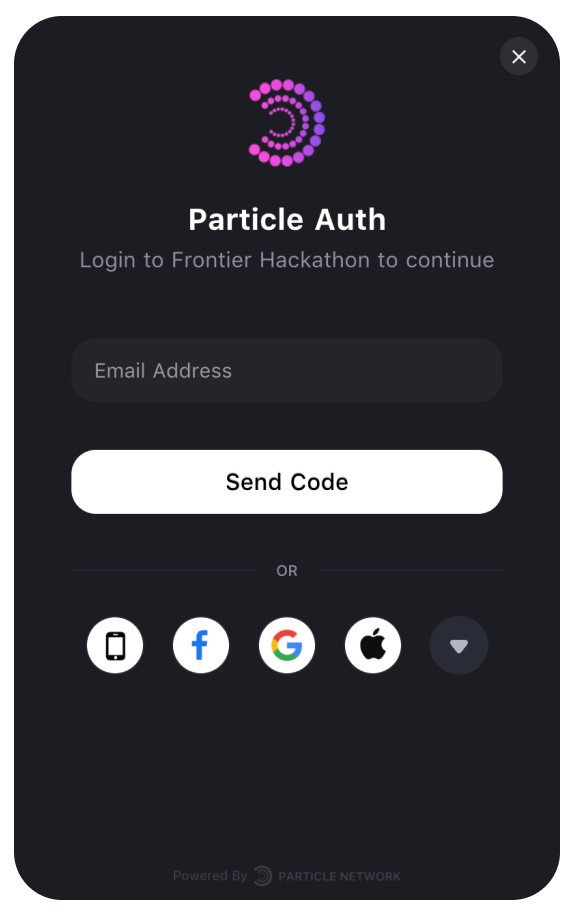 Particle Auth
Login to Frontier Hackathon to continue
Email Address
Send Code
OR
Powered By PARTICLE NETWORK